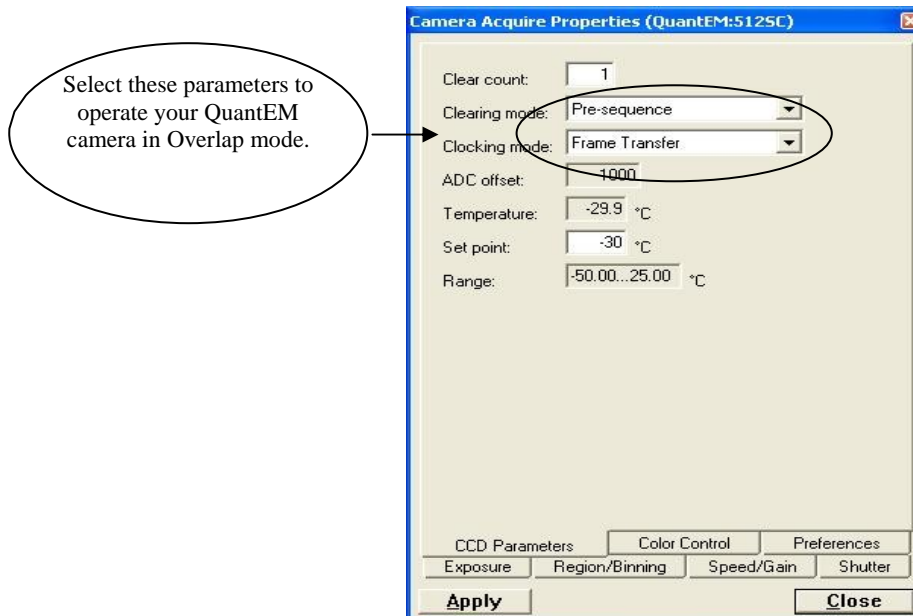 Camera Acquire Properties (QuantEM:512SC)
Select these parameters to
operate your QuantEM
camera in Overlap mode.
Clear count: 1
Clearing mode: Pre-sequence
Clocking mode: Frame Transfer
ADC offset: 1000
Temperature: -29.9 °C
Set point: -30 °C
Range: -50.00...25.00 °C
CCD Parameters Color Control Preferences
Exposure Region/Binning Speed/Gain Shutter
Apply Close